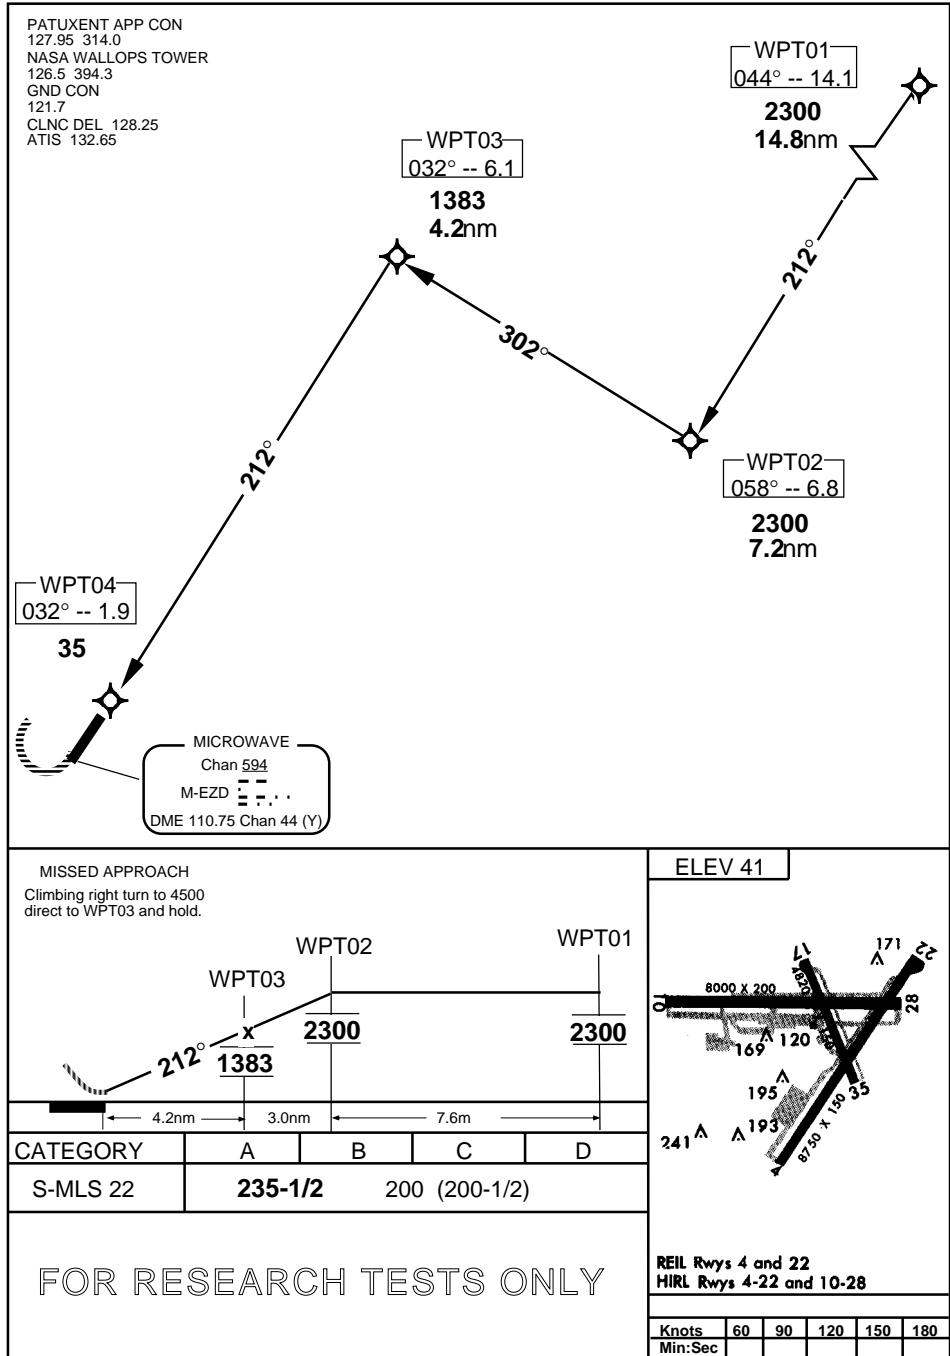 PATUXENT APP CON
127.95 314.0
NASA WALLOPS TOWER
126.5 394.3
GND CON
121.7
CLNC DEL 128.25
ATIS 132.65
WPT01
044° -- 14.1
2300
14.8nm
WPT03
032° -- 6.1
1383
4.2nm
212°
302°
WPT02
058° -- 6.8
2300
7.2nm
212°
WPT04
032° -- 1.9
35
MICROWAVE
Chan 594
M-EZD
DME 110.75 Chan 44 (Y)
MISSED APPROACH
Climbing right turn to 4500
direct to WPT03 and hold.
WPT03
WPT02
WPT01
212°
x
1383
2300
2300
4.2nm
3.0nm
7.6m
CATEGORY A B C D
S-MLS 22 235-1/2 200 (200-1/2)
FOR RESEARCH TESTS ONLY
ELEV 41
17
171
22
8000 X 200
4820 X 150
10
28
169
120
195
35
193
241
8750 X 150
4
REIL Rwys 4 and 22
HIRL Rwys 4-22 and 10-28
Knots 60 90 120 150 180
Min:Sec